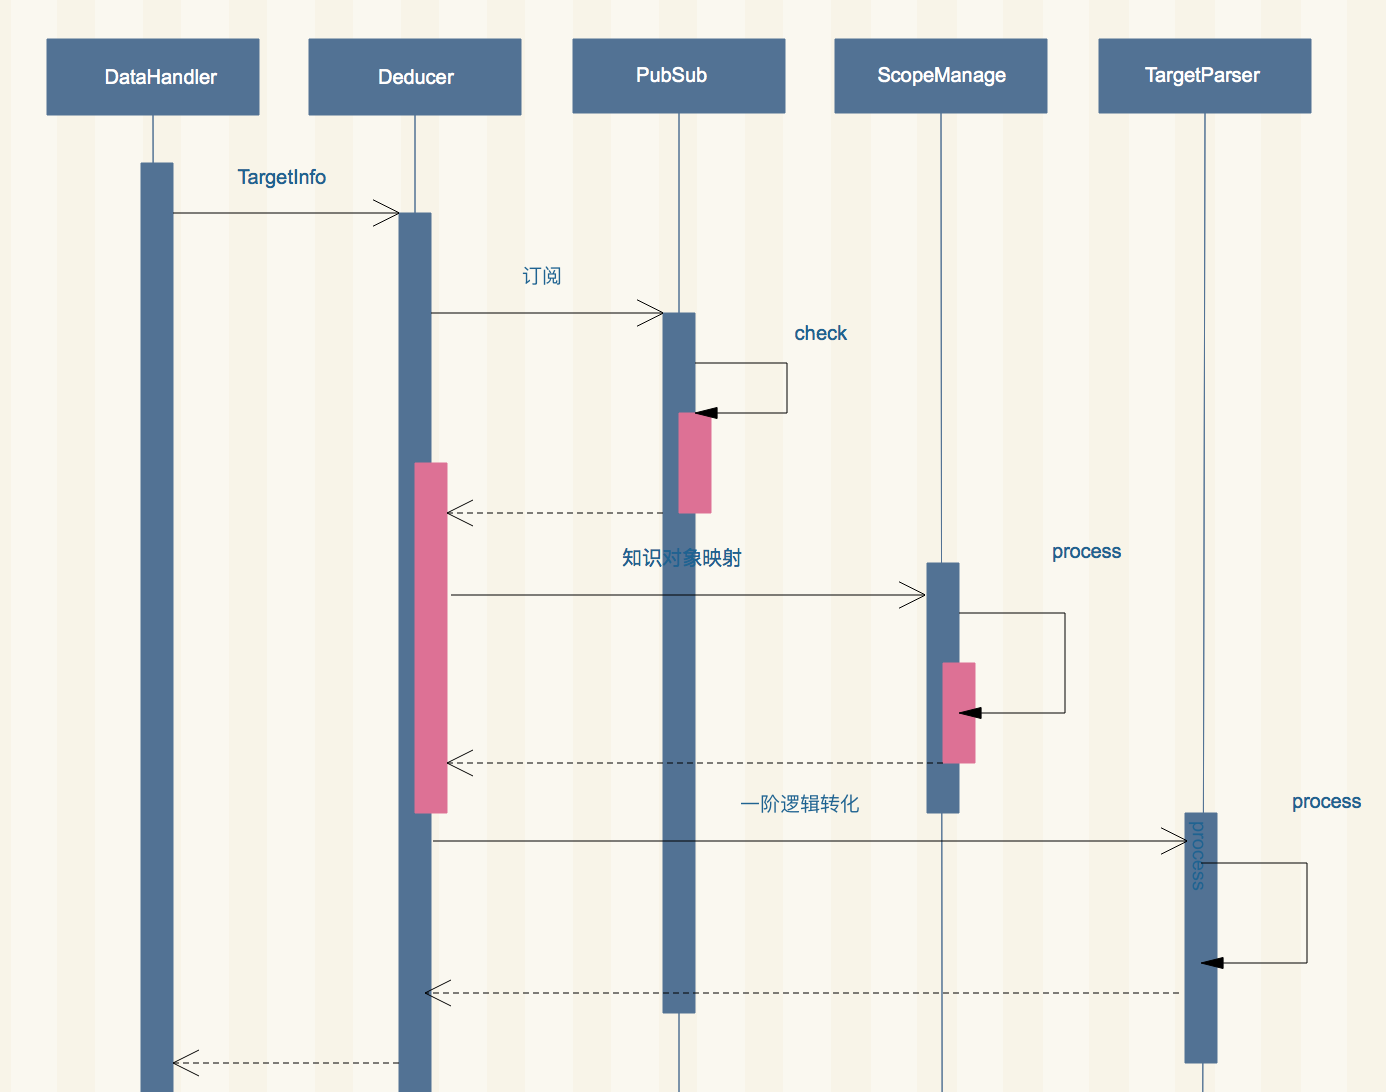 DataHandler
Deducer
PubSub
ScopeManage
TargetParser
TargetInfo
订阅
check
知识对象映射
process
一阶逻辑转化
process
process